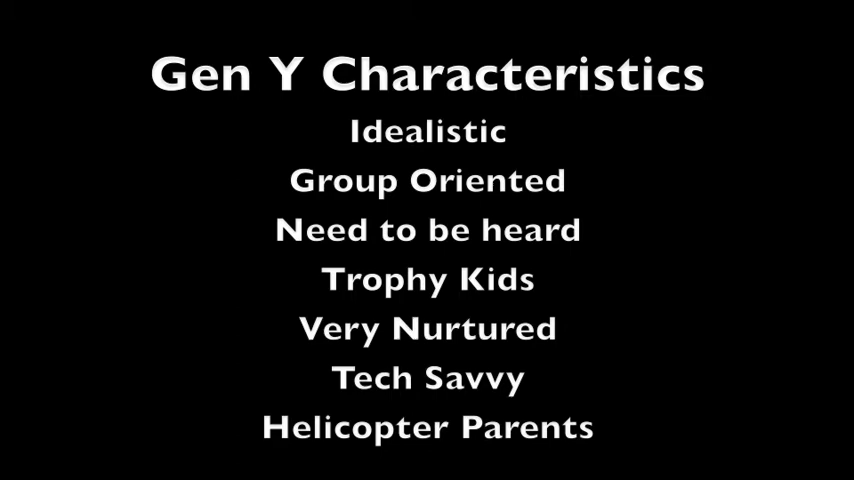 Gen Y Characteristics
Idealistic
Group Oriented
Need to be heard
Trophy Kids
Very Nurtured
Tech Savvy
Helicopter Parents